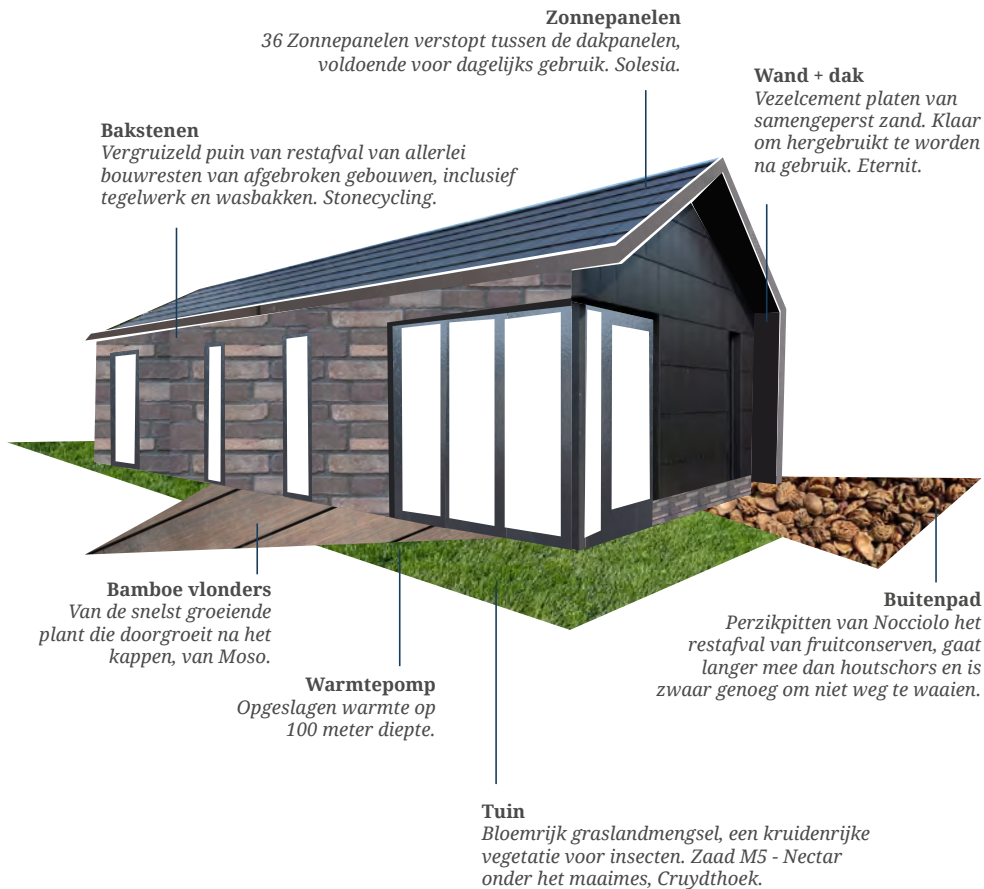 Zonnepanelen
36 Zonnepanelen verstopt tussen de dakpanelen,
voldoende voor dagelijks gebruik. Solesia.
Wand + dak
Vezelcement platen van
samengeperst zand. Klaar
om hergebruikt te worden
na gebruik. Eternit.
Bakstenen
Vergruizeld puin van restafval van allerlei
bouwresten van afgebroken gebouwen, inclusief
tegelwerk en wasbakken. Stonecycling.
Bamboe vlonders
Van de snelst groeiende
plant die doorgroeit na het
kappen, van Moso.
Buitenpad
Perzikpitten van Nocciolo het
restafval van fruitconserven, gaat
langer mee dan houtschors en is
zwaar genoeg om niet weg te waaien.
Warmtepomp
Opgeslagen warmte op
100 meter diepte.
Tuin
Bloemrijk graslandmengsel, een kruidenrijke
vegetatie voor insecten. Zaad M5 - Nectar
onder het maaimes, Cruydthoek.